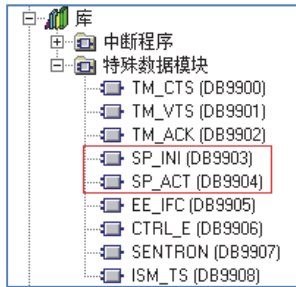 库
中断程序
特殊数据模块
TM_CTS (DB9900)
TM_VTS (DB9901)
TM_ACK (DB9902)
SP_INI (DB9903)
SP_ACT (DB9904)
EE_IFC (DB9905)
CTRL_E (DB9906)
SENTRON (DB9907)
ISM_TS (DB9908)